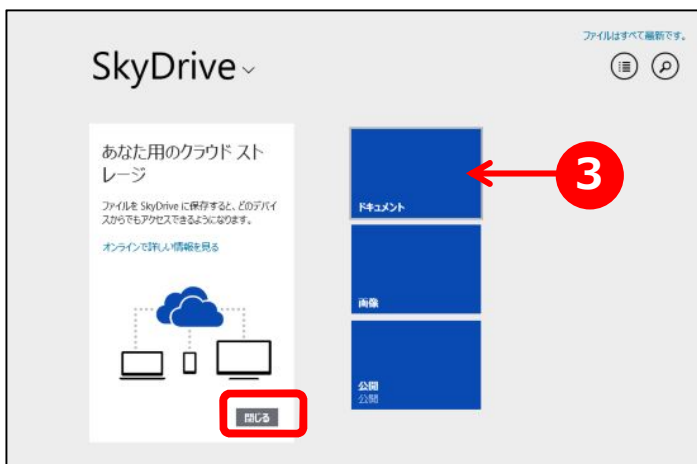 ファイルはすべて最新です。
SkyDrive
あなた用のクラウド スト
レージ
ファイルを SkyDrive に保存すると、どのデバイ
スからでもアクセスできるようになります。
オンラインで詳しい情報を見る
閉じる
ドキュメント
3
画像
公開
公開